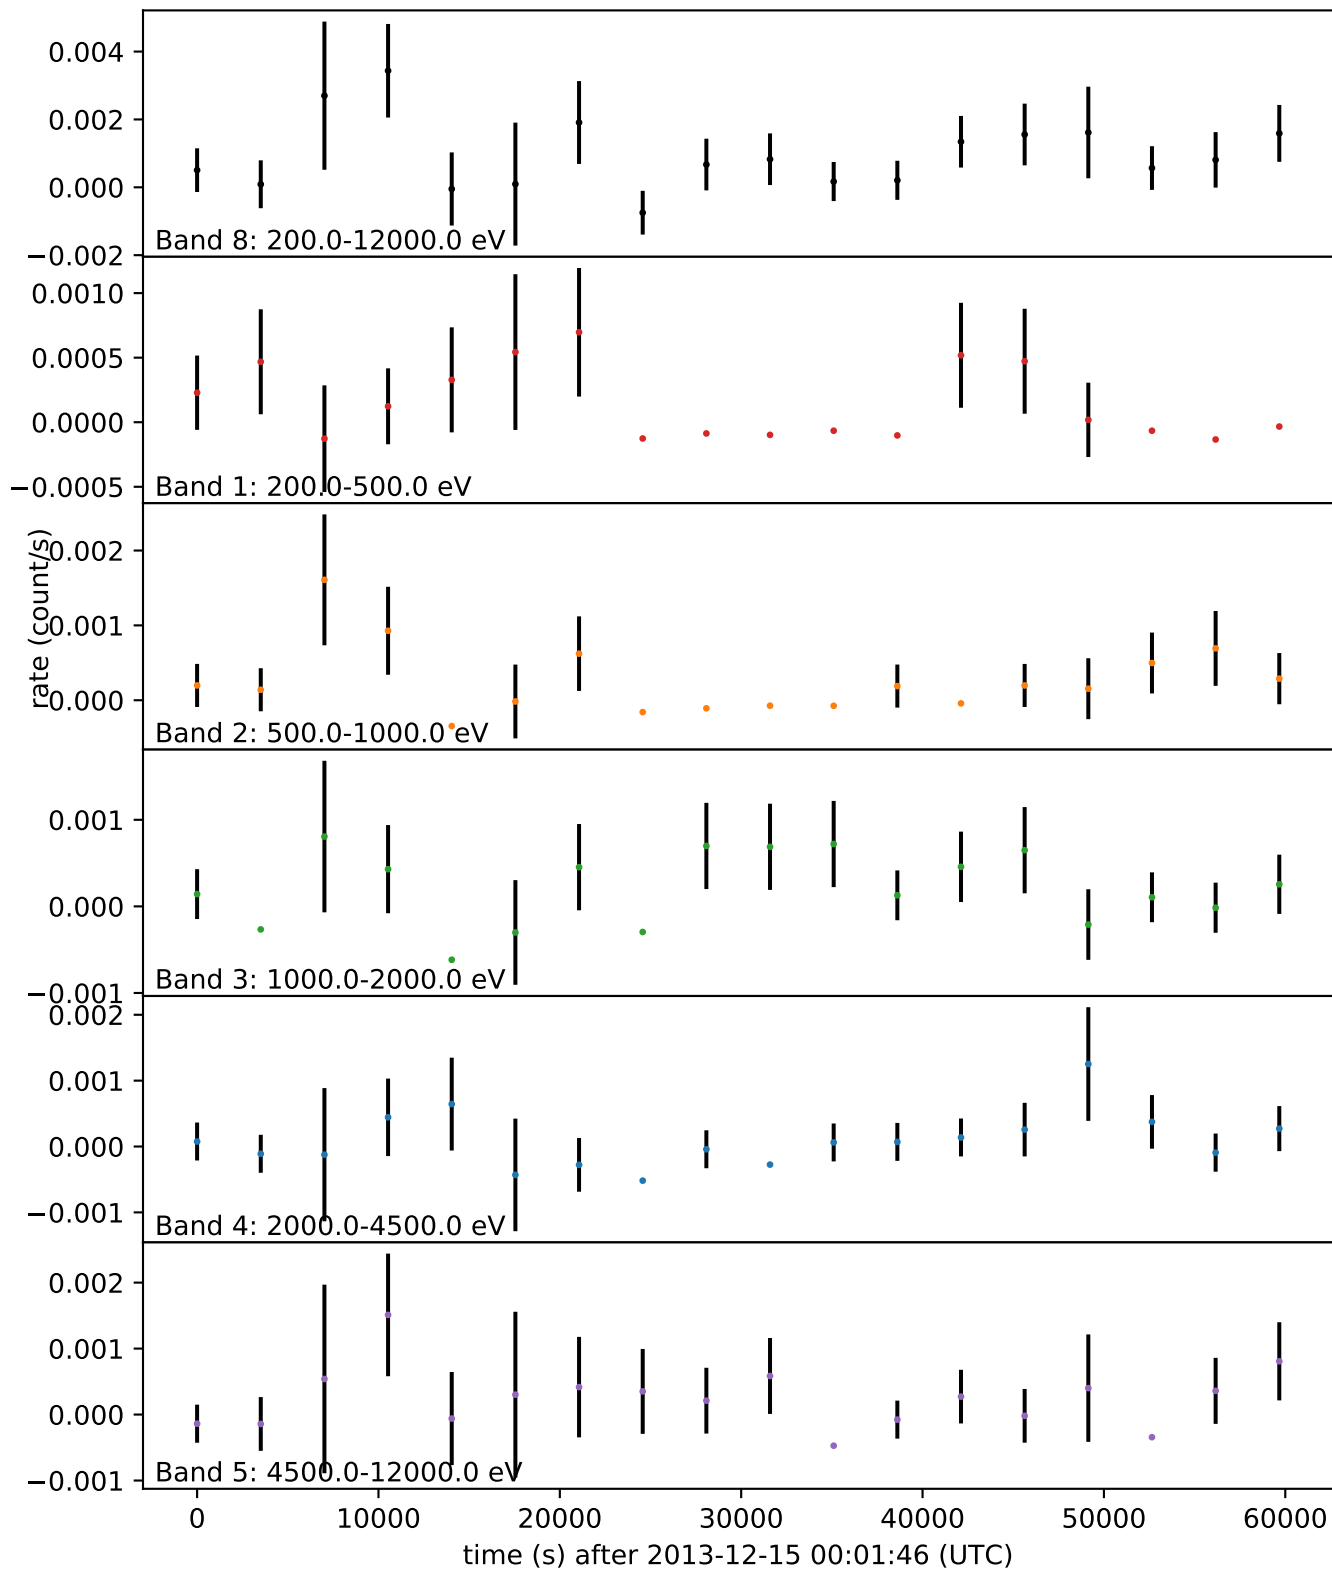 0.004
0.002
0.000
−0.002
Band 8: 200.0-12000.0 eV
0.0010
0.0005
0.0000
−0.0005
Band 1: 200.0-500.0 eV
rate (count/s)
0.002
0.001
0.000
Band 2: 500.0-1000.0 eV
0.001
0.000
−0.001
Band 3: 1000.0-2000.0 eV
0.002
0.001
0.000
−0.001
Band 4: 2000.0-4500.0 eV
0.002
0.001
0.000
−0.001
Band 5: 4500.0-12000.0 eV
0 10000 20000 30000 40000 50000 60000
time (s) after 2013-12-15 00:01:46 (UTC)